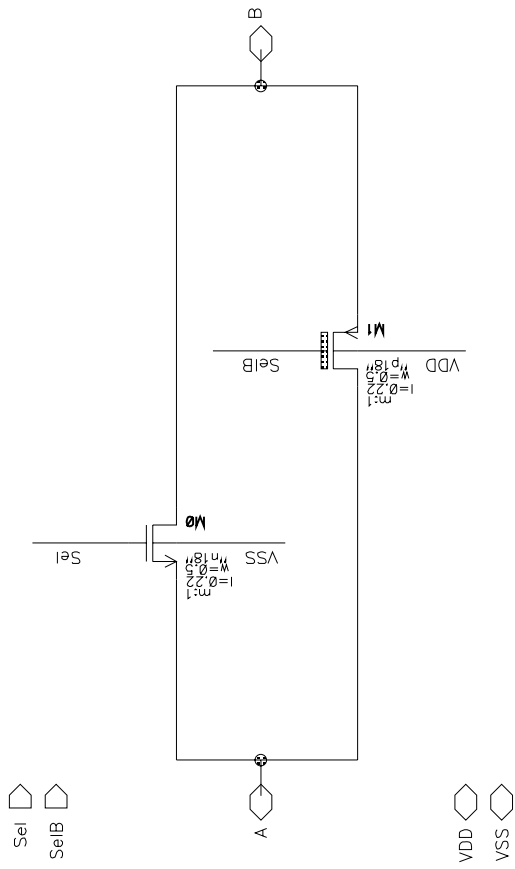 B
M1
SelB
VDD
"p18"
w=0.5
l=0.22
m:1
M0
Sel
VSS
"n18"
w=0.5
l=0.22
m:1
A
Sel
SelB
VDD
VSS